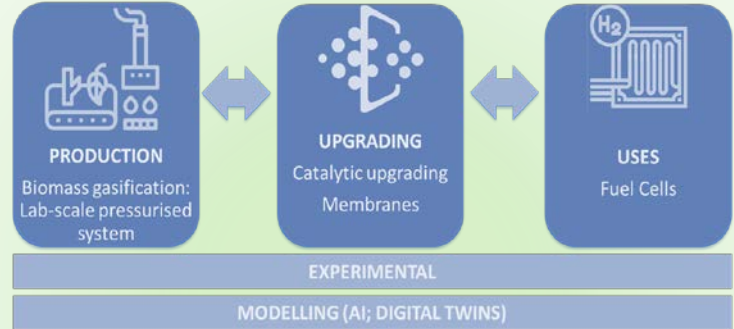 H2
PRODUCTION
Biomass gasification:
Lab-scale pressurised
system
UPGRADING
Catalytic upgrading
Membranes
USES
Fuel Cells
EXPERIMENTAL
MODELLING (AI; DIGITAL TWINS)